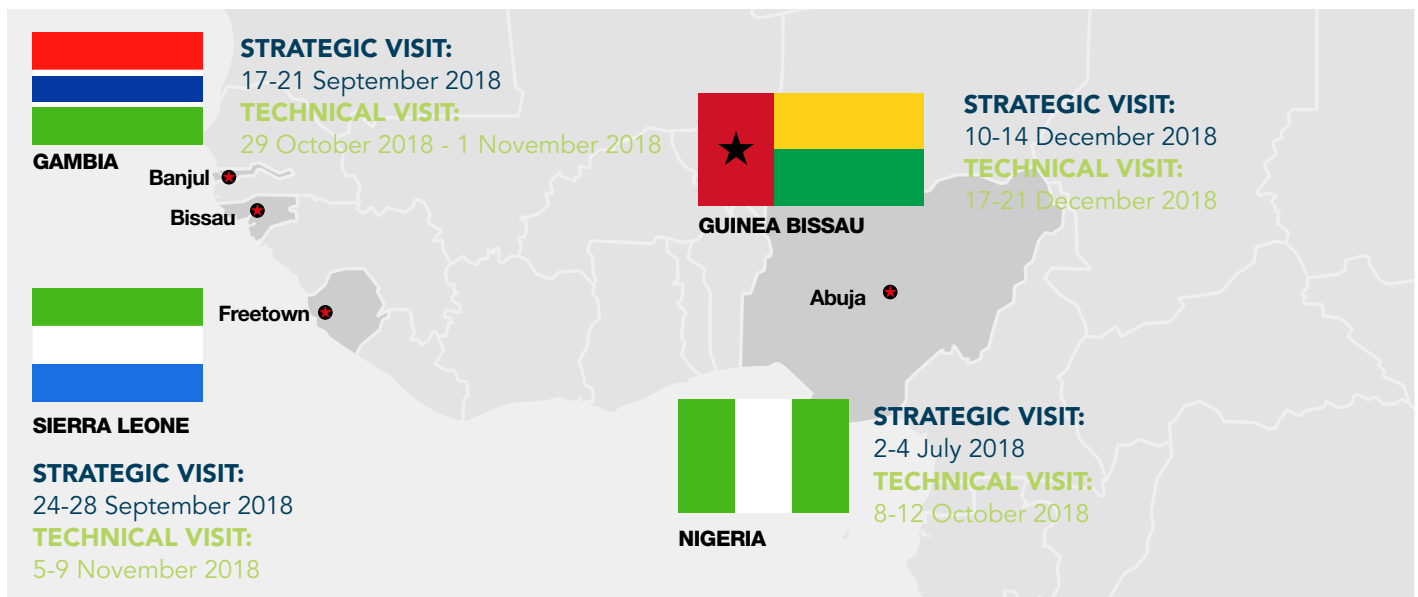 STRATEGIC VISIT:
17-21 September 2018
TECHNICAL VISIT:
29 October 2018 - 1 November 2018
GAMBIA
Banjul
Bissau
STRATEGIC VISIT:
10-14 December 2018
TECHNICAL VISIT:
17-21 December 2018
GUINEA BISSAU
Abuja
Freetown
SIERRA LEONE
STRATEGIC VISIT:
24-28 September 2018
TECHNICAL VISIT:
5-9 November 2018
STRATEGIC VISIT:
2-4 July 2018
TECHNICAL VISIT:
8-12 October 2018
NIGERIA